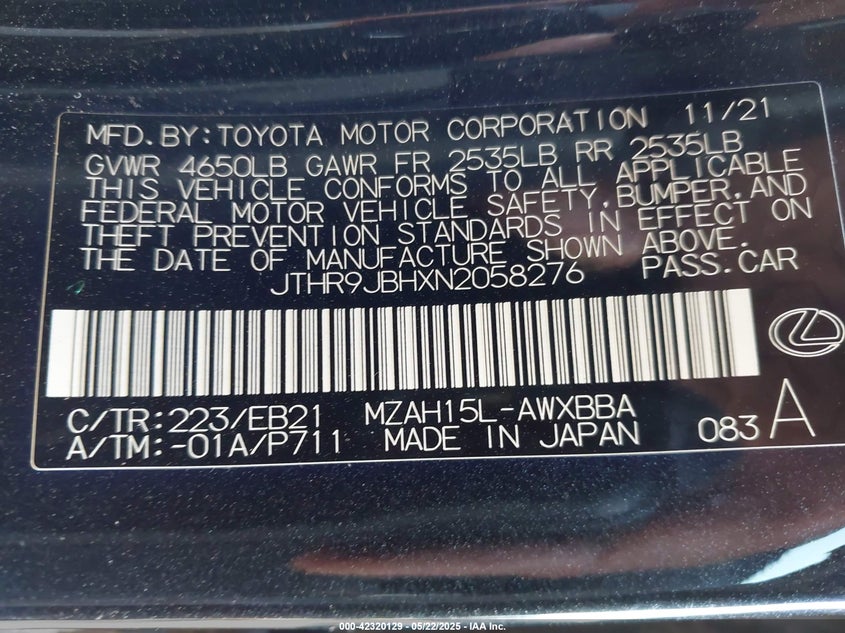 MFD.BY:TOYOTA MOTOR CORPORATION 11/21
GVWR 4650LB GAWR FR 2535LB RR 2535LB
THIS VEHICLE CONFORMS TO ALL APPLICABLE
FEDERAL MOTOR VEHICLE SAFETY,BUMPER,AND
THEFT PREVENTION STANDARDS IN EFFECT ON
THE DATE OF MANUFACTURE SHOWN ABOVE.
JTHR9JBHXN2058276 PASS.CAR
C/TR:223/EB21 MZAH15L-AWXBBA
A/TM:-01A/P711 MADE IN JAPAN 083 A
000-42320129 - 05/22/2025 - IAA Inc.